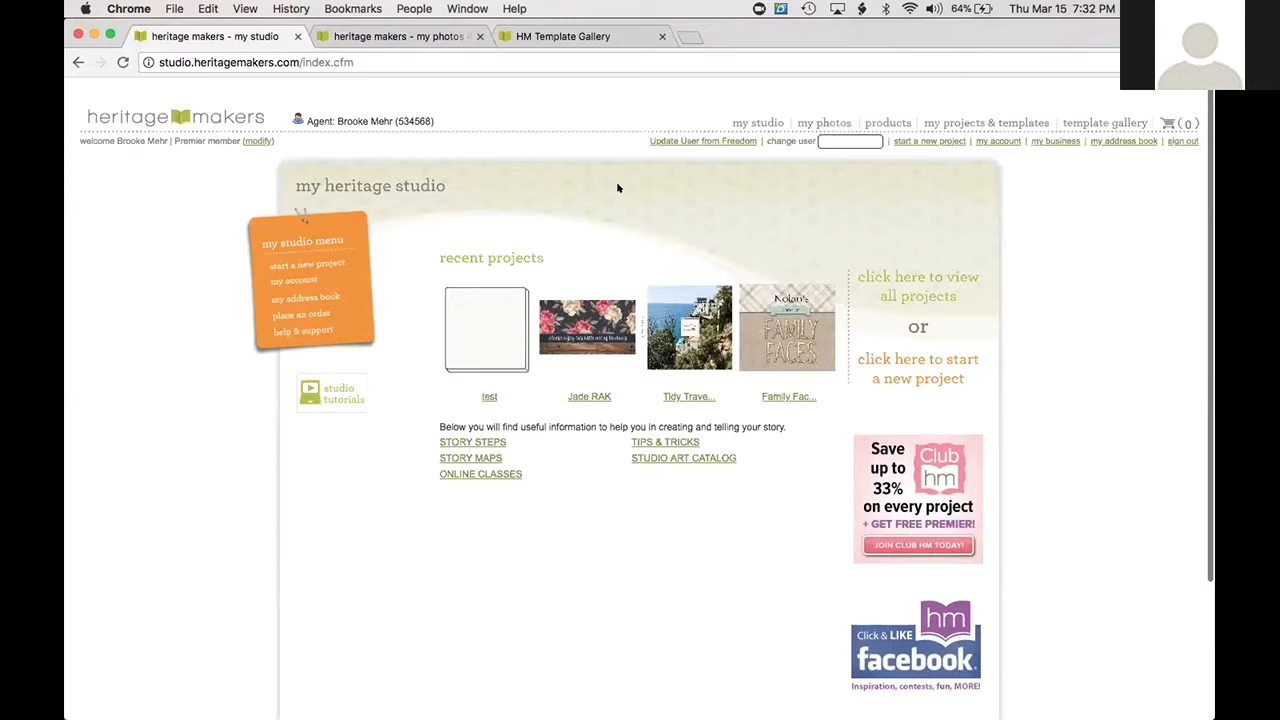 Chrome File Edit View History Bookmarks People Window Help 64% Thu Mar 15 7:32 PM
heritage makers - my studio heritage makers - my photos HM Template Gallery
studio.heritagemakers.com/index.cfm
heritage makers Agent: Brooke Mehr (534568) my studio my photos products my projects & templates template gallery ( 0 )
welcome Brooke Mehr | Premier member (modify) Update User from Freedom | change user | start a new project | my account | my business | my address book | sign out
my heritage studio
my studio menu
start a new project
my account
my address book
place an order
help & support
studio
tutorials
recent projects
Nolan's
FAMILY
FACES
test Jade RAK Tidy Trave... Family Fac...
Below you will find useful information to help you in creating and telling your story.
STORY STEPS TIPS & TRICKS
STORY MAPS STUDIO ART CATALOG
ONLINE CLASSES
click here to view
all projects
or
click here to start
a new project
Save
up to
33%
Club
hm
on every project
+ GET FREE PREMIER!
JOIN CLUB HM TODAY!
hm
Click & LIKE
facebook
Inspiration, contests, fun, MORE!